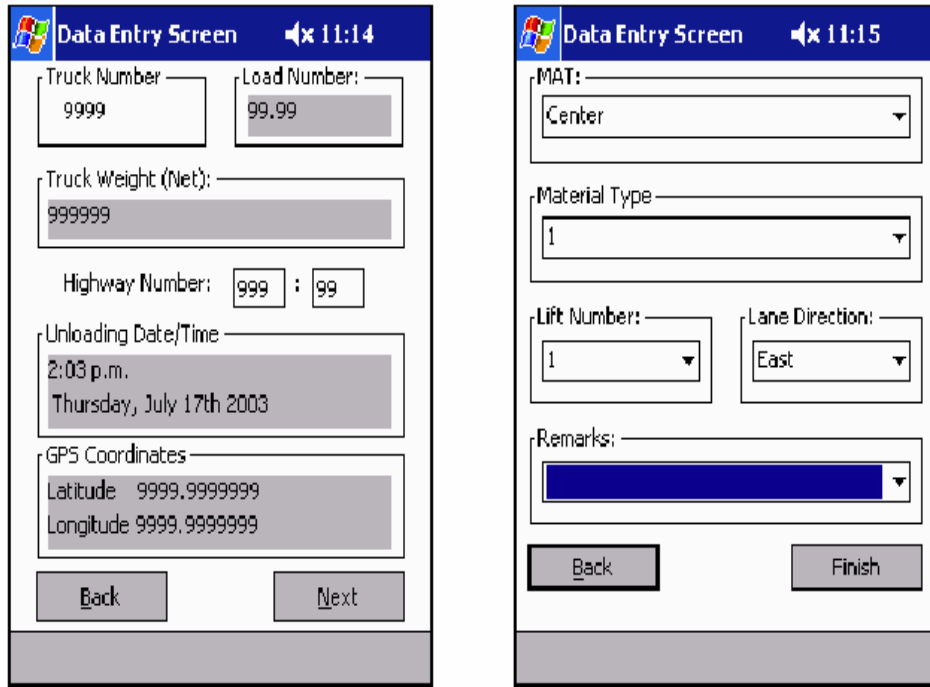 Data Entry Screen 11:14
Truck Number
9999
Load Number:
99.99
Truck Weight (Net):
999999
Highway Number: 999 : 99
Unloading Date/Time
2:03 p.m.
Thursday, July 17th 2003
GPS Coordinates
Latitude 9999.9999999
Longitude 9999.9999999
Back Next
Data Entry Screen 11:15
MAT:
Center
Material Type
1
Lift Number:
1
Lane Direction:
East
Remarks:
Back Finish